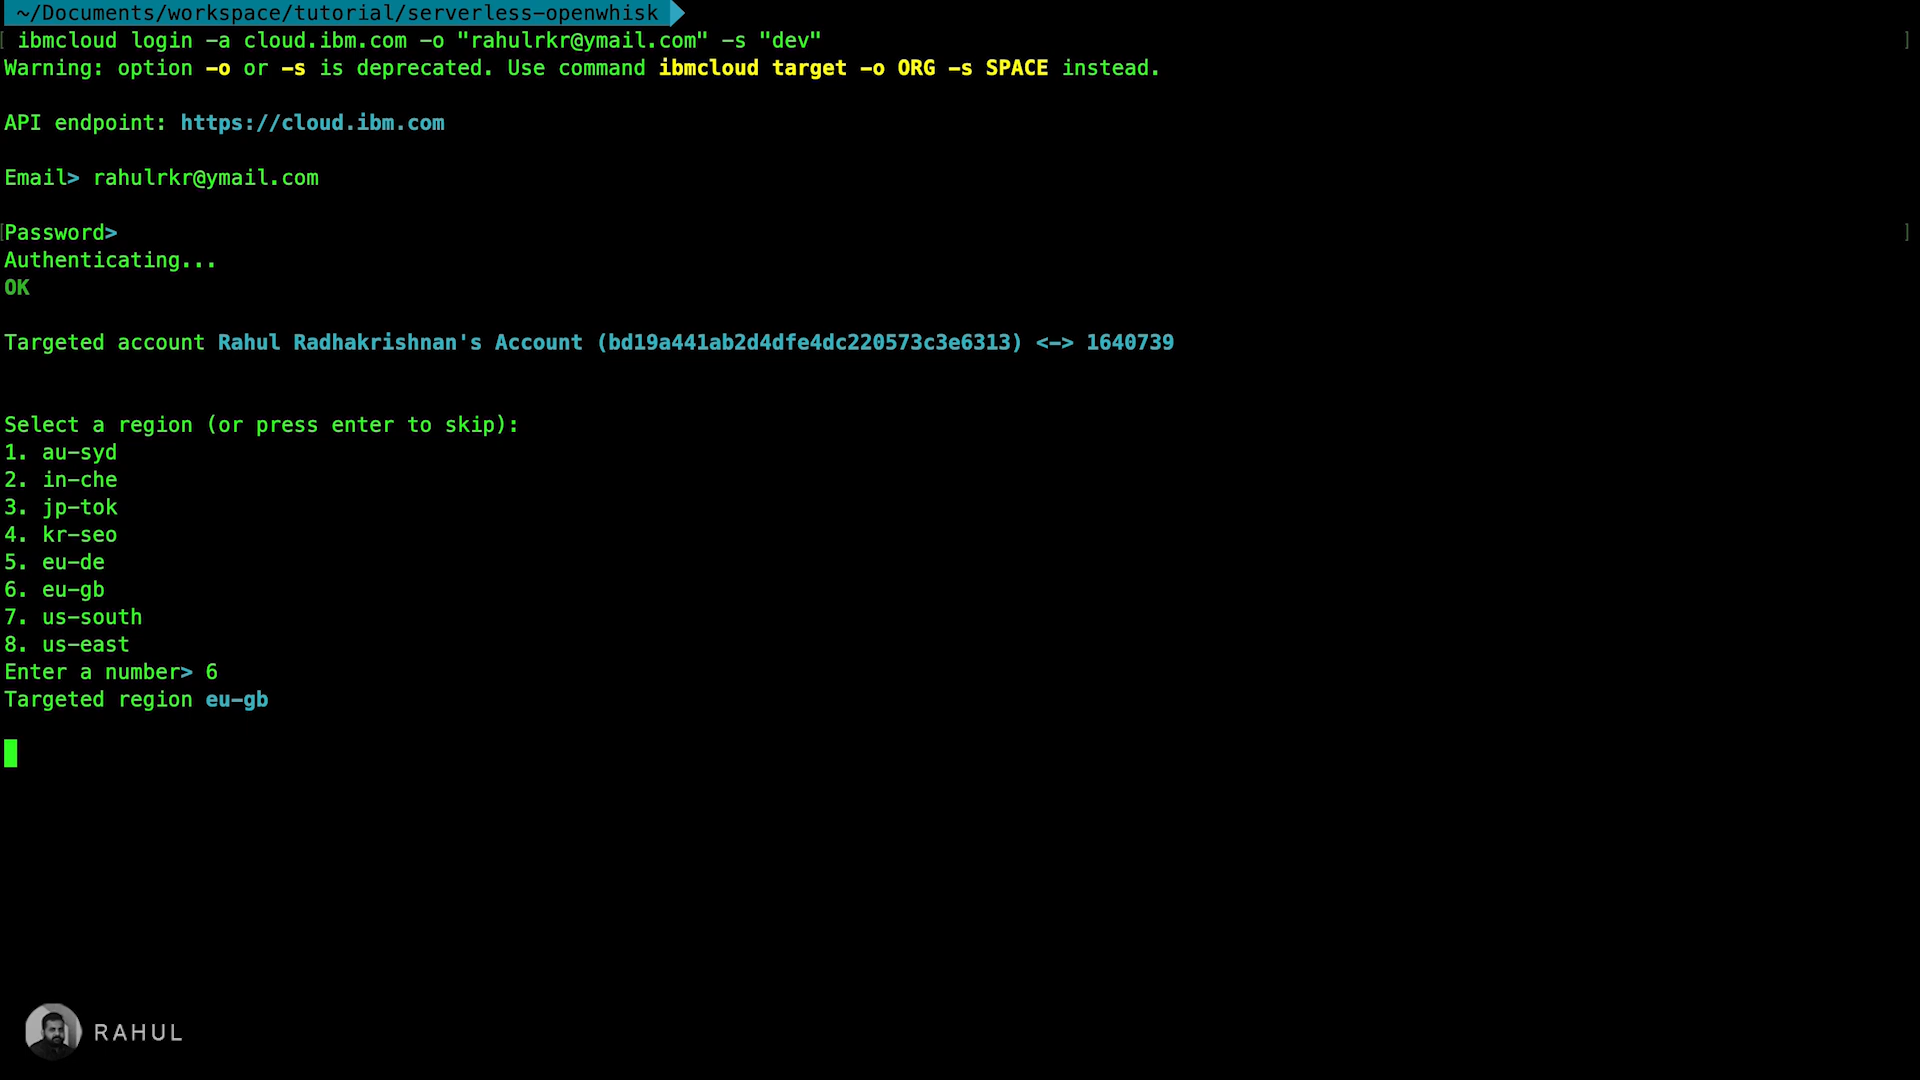 ~/Documents/workspace/tutorial/serverless-openwhisk
ibmcloud login -a cloud.ibm.com -o "rahulrkr@ymail.com" -s "dev"
Warning: option -o or -s is deprecated. Use command ibmcloud target -o ORG -s SPACE instead.
API endpoint: https://cloud.ibm.com
Email> rahulrkr@ymail.com
Password>
Authenticating...
OK
Targeted account Rahul Radhakrishnan's Account (bd19a441ab2d4dfe4dc220573c3e6313) <-> 1640739
Select a region (or press enter to skip):
1. au-syd
2. in-che
3. jp-tok
4. kr-seo
5. eu-de
6. eu-gb
7. us-south
8. us-east
Enter a number> 6
Targeted region eu-gb
RAHUL